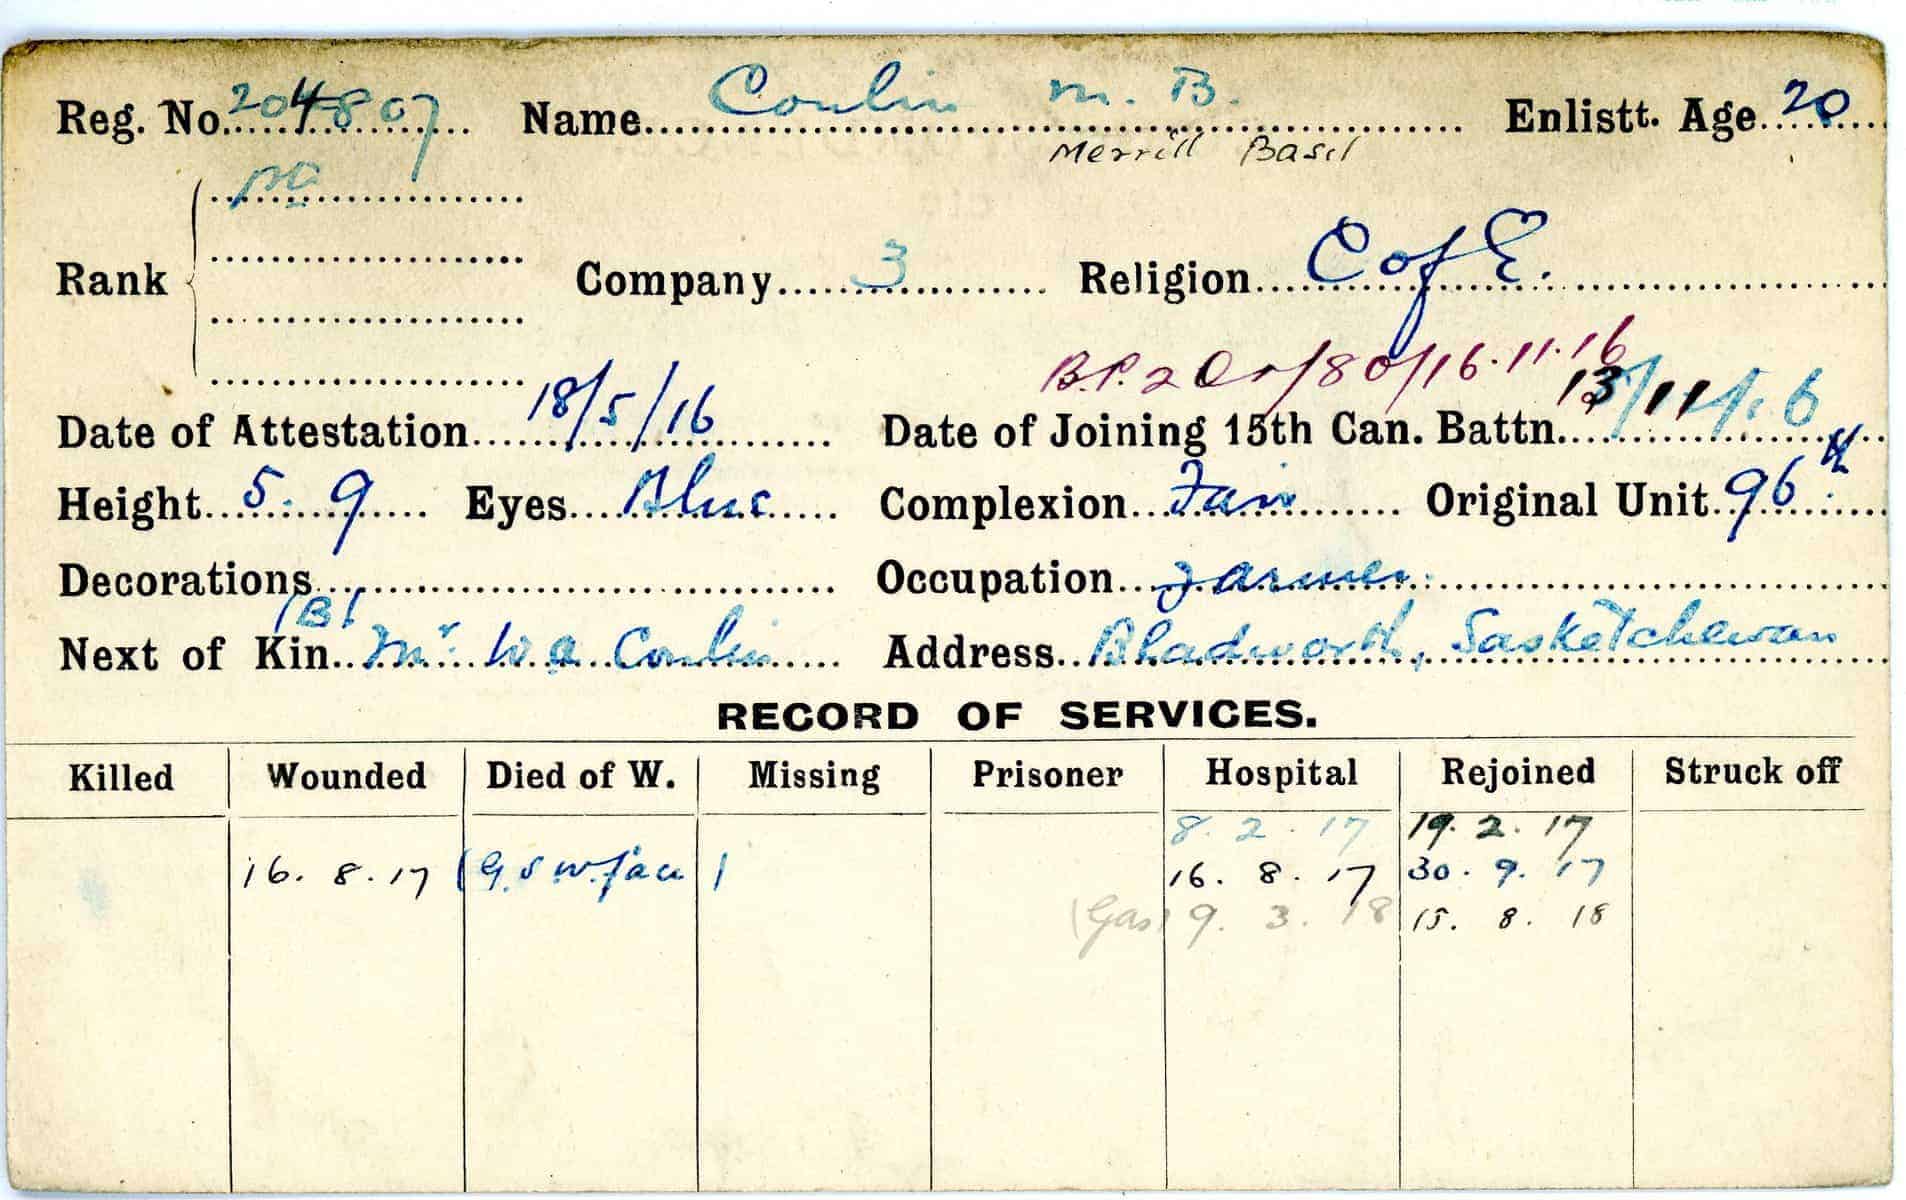 Reg. No. 204807 Name Conlin M. B. Enlistt. Age 20
Merrill Basil
Pte
Rank Company 3 Religion C of E.
B.P. 2 Or/80/16.11.16
Date of Attestation 18/5/16 Date of Joining 15th Can. Battn. 13/11/16
Height 5. 9 Eyes Blue Complexion Fair Original Unit 96th
Decorations Occupation Farmer
(B)
Next of Kin Mr W A Conlin Address Bladworth, Saskatchewan
RECORD OF SERVICES.
Killed Wounded Died of W. Missing Prisoner Hospital Rejoined Struck off
8. 2. 17 19. 2. 17
16. 8. 17 (G.S.W. face) 16. 8. 17 30. 9. 17
(Gas) 9. 3. 18 15. 8. 18